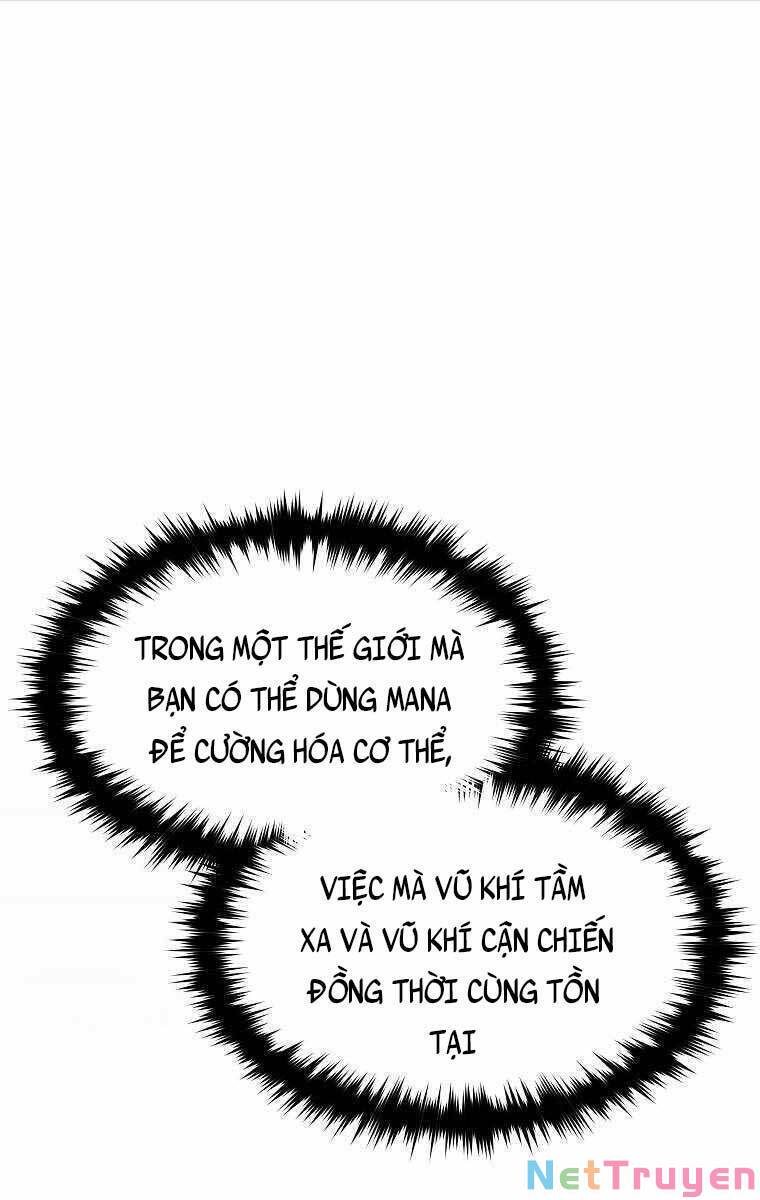 TRONG MỘT THẾ GIỚI MÀ
BẠN CÓ THỂ DÙNG MANA
ĐỂ CƯỜNG HÓA CƠ THỂ,
VIỆC MÀ VŨ KHÍ TẦM
XA VÀ VŨ KHÍ CẬN CHIẾN
ĐỒNG THỜI CÙNG TỒN
TẠI
NetTruyen